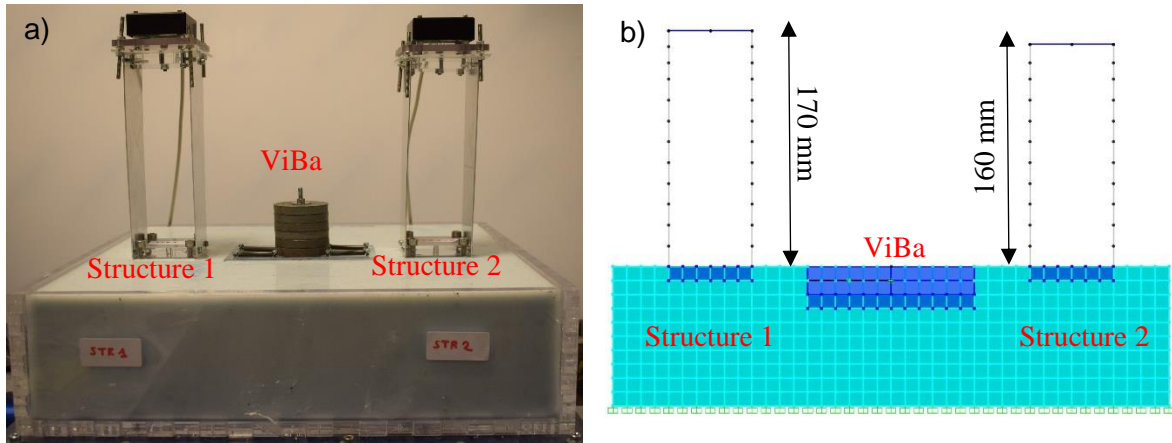 a)
ViBa
Structure 1
Structure 2
STR 1
STR 2
b)
170 mm
160 mm
ViBa
Structure 1
Structure 2